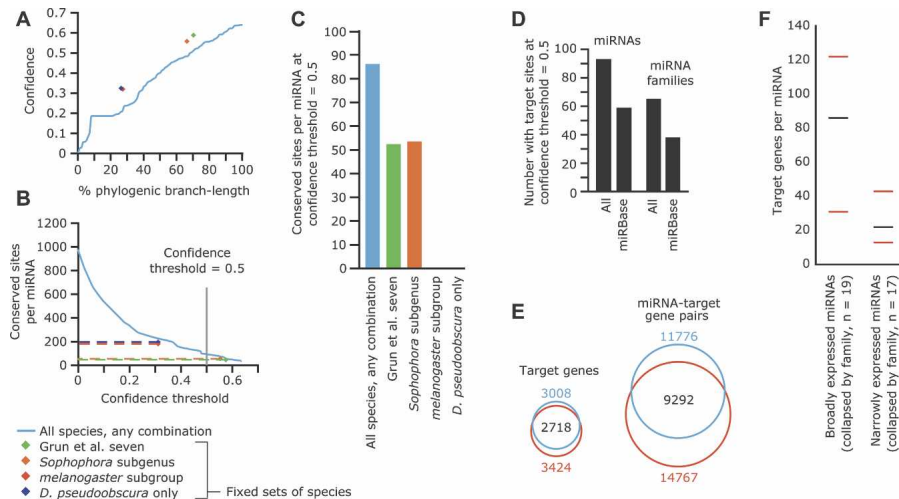 A
0.7
0.6
0.5
0.4
0.3
0.2
0.1
0
Confidence
0 20 40 60 80 100
% phylogenic branch-length
B
1200
1000
800
600
400
200
0
Conserved sites
per miRNA
Confidence
threshold = 0.5
0 0.2 0.4 0.6
Confidence threshold
All species, any combination
Grun et al. seven
Sophophora subgenus
melanogaster subgroup
D. pseudoobscura only
Fixed sets of species
C
100
90
80
70
60
50
40
30
20
10
0
Conserved sites per miRNA at
confidence threshold = 0.5
All species, any combination
Grun et al. seven
Sophophora subgenus
melanogaster subgroup
D. pseudoobscura only
D
100
80
60
40
20
0
Number with target sites at
confidence threshold = 0.5
miRNAs
miRNA
families
All
miRBase
All
miRBase
E
Target genes
3008
2718
3424
miRNA-target
gene pairs
11776
9292
14767
F
140
120
100
80
60
40
20
0
Target genes per miRNA
Broadly expressed miRNAs
(collapsed by family, n = 19)
Narrowly expressed miRNAs
(collapsed by family, n = 17)